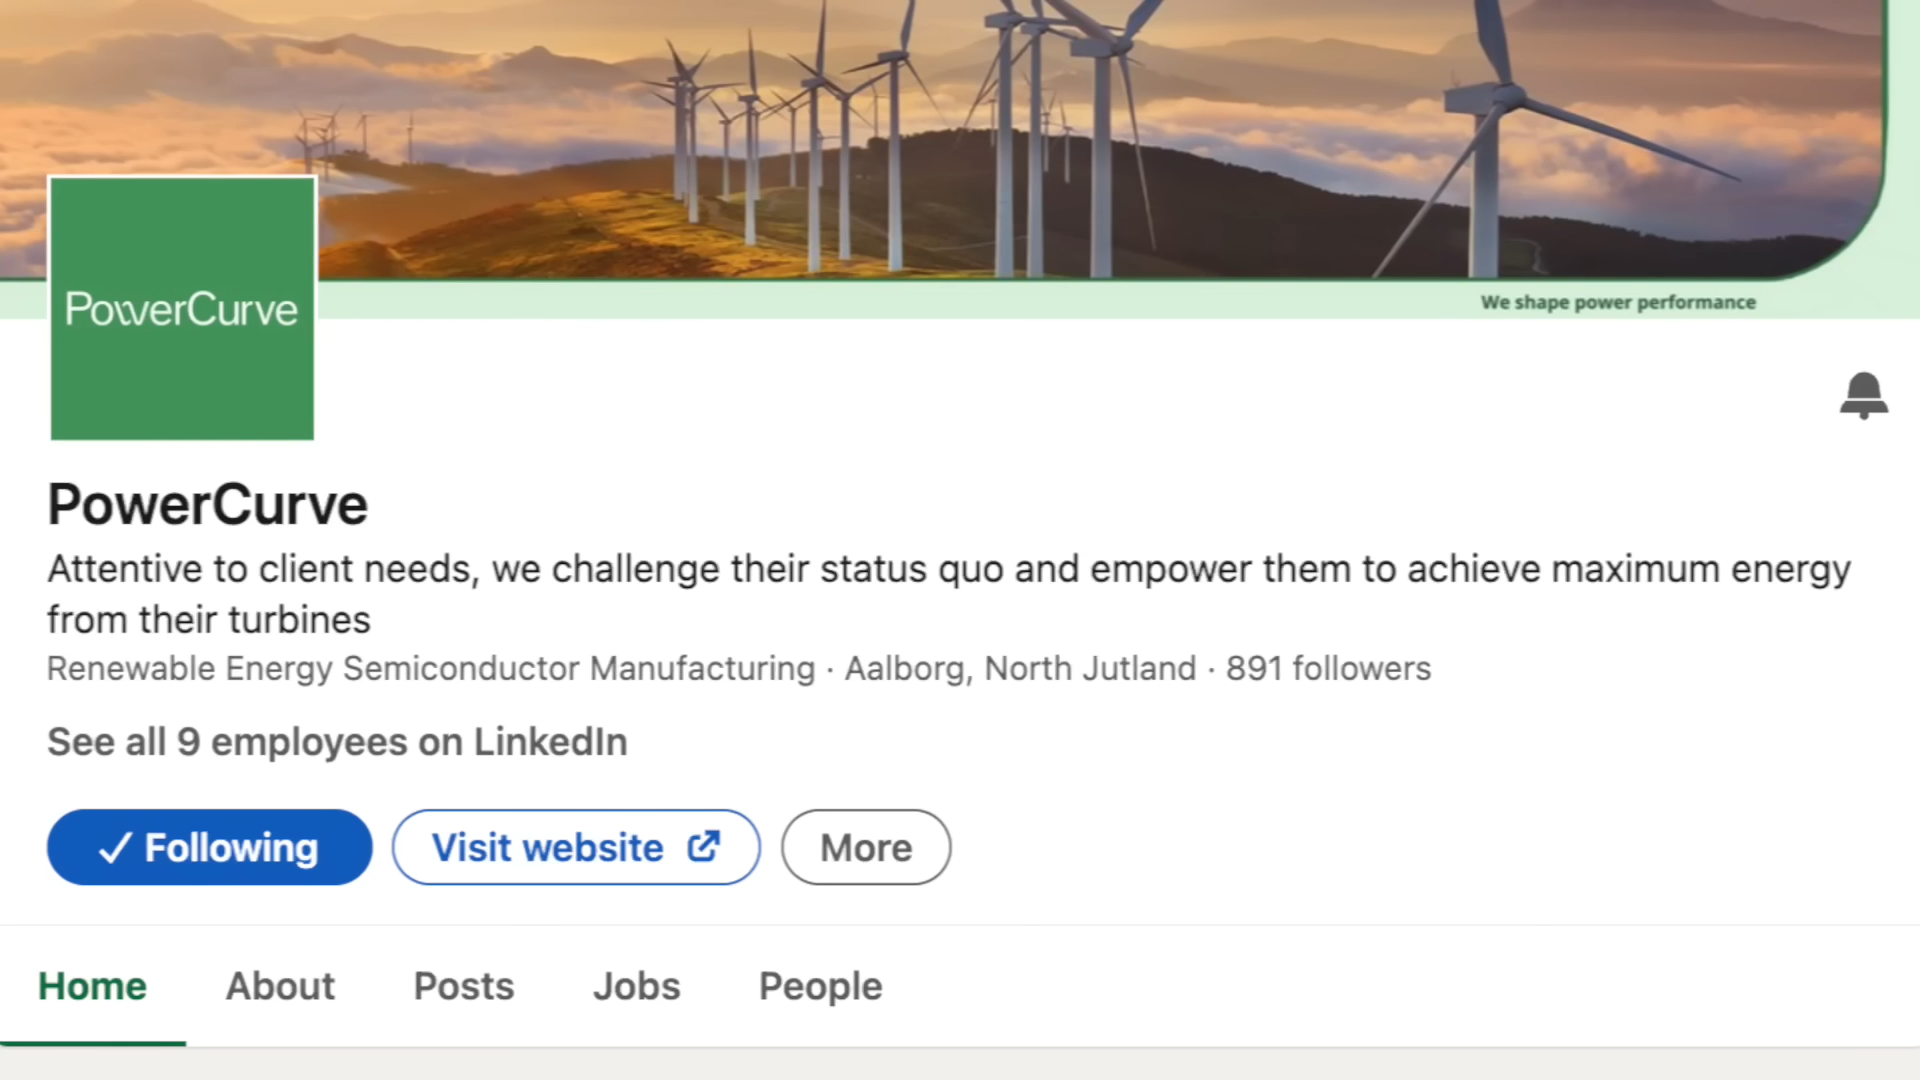 We shape power performance
PowerCurve
PowerCurve
Attentive to client needs, we challenge their status quo and empower them to achieve maximum energy
from their turbines
Renewable Energy Semiconductor Manufacturing · Aalborg, North Jutland · 891 followers
See all 9 employees on LinkedIn
✓ Following
Visit website
More
Home
About
Posts
Jobs
People